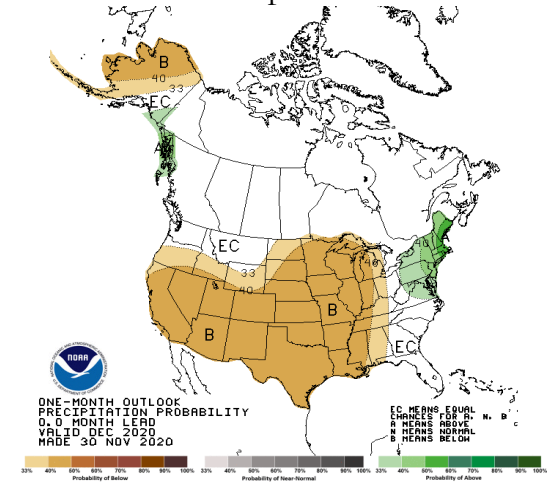 B
40
33
EC
A
EC
33
40
40
40
B
B
EC
NOAA
ONE-MONTH OUTLOOK
PRECIPITATION PROBABILITY
0.0 MONTH LEAD
VALID DEC 2020
MADE 30 NOV 2020
EC MEANS EQUAL
CHANCES FOR A, N, B
A MEANS ABOVE
N MEANS NORMAL
B MEANS BELOW
33% 40% 50% 60% 70% 80% 90% 100%
Probability of Below
33% 40% 50% 60% 70% 80% 90% 100%
Probability of Near-Normal
33% 40% 50% 60% 70% 80% 90% 100%
Probability of Above